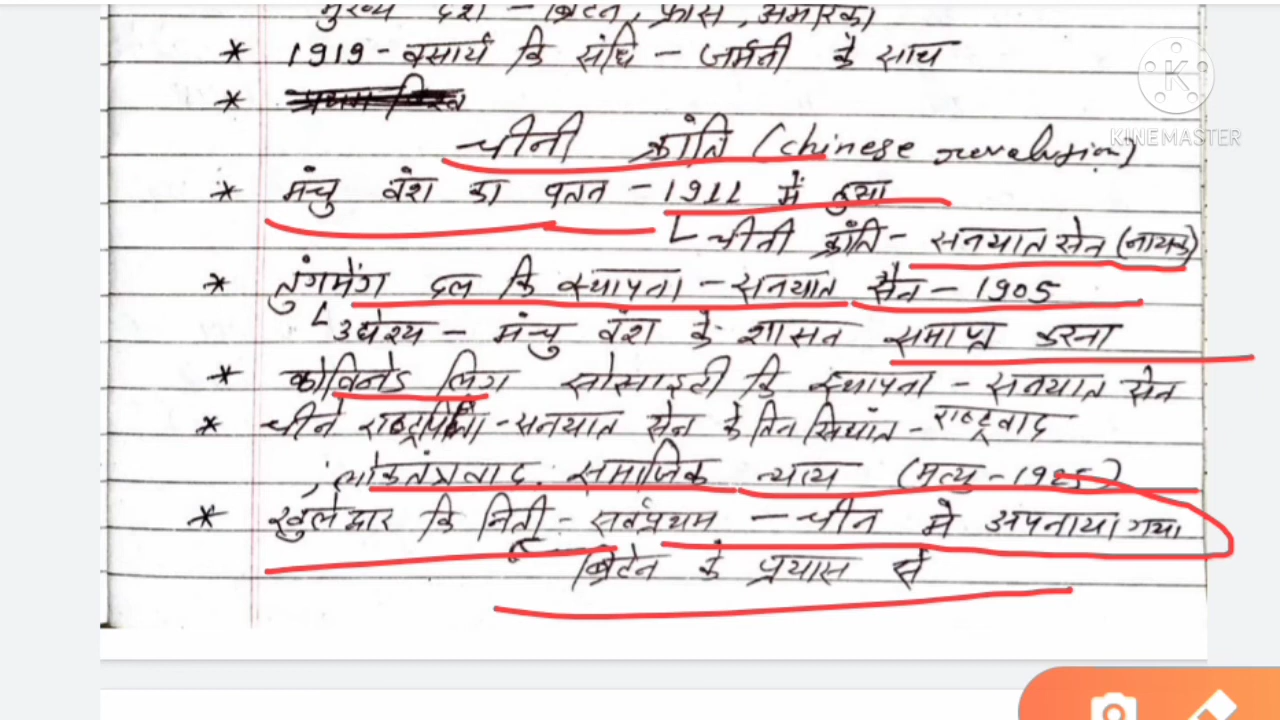 मुख्य देश - ब्रिटेन, फ्रांस, अमेरिका
* 1919 - वर्साय कि संधि - जर्मनी के साथ
*
चीनी क्रांति (Chinese revolution)
* मंचु वंश का पतन - 1911 में हुया
चीनी क्रांति - सनयात सेन (नायक)
* तुंगमेंग दल कि स्थापना - सनयात सेन - 1905
उद्येश्य - मंन्चु वंश के शासन समाप्त करना
* कोविनेड लिग सोसाइटी कि स्थापना - सनयात सेन
* चीने राष्ट्रपिता - सनयात सेन के तिन सिधांत - राष्ट्रवाद
; लोकतंत्रवाद. समाजिक न्याय (मृत्यु - 1925)
* खुले द्वार कि निती - सर्वप्रथम - चीन मे अपनाया गया
ब्रिटेन के प्रयास से
KINEMASTER